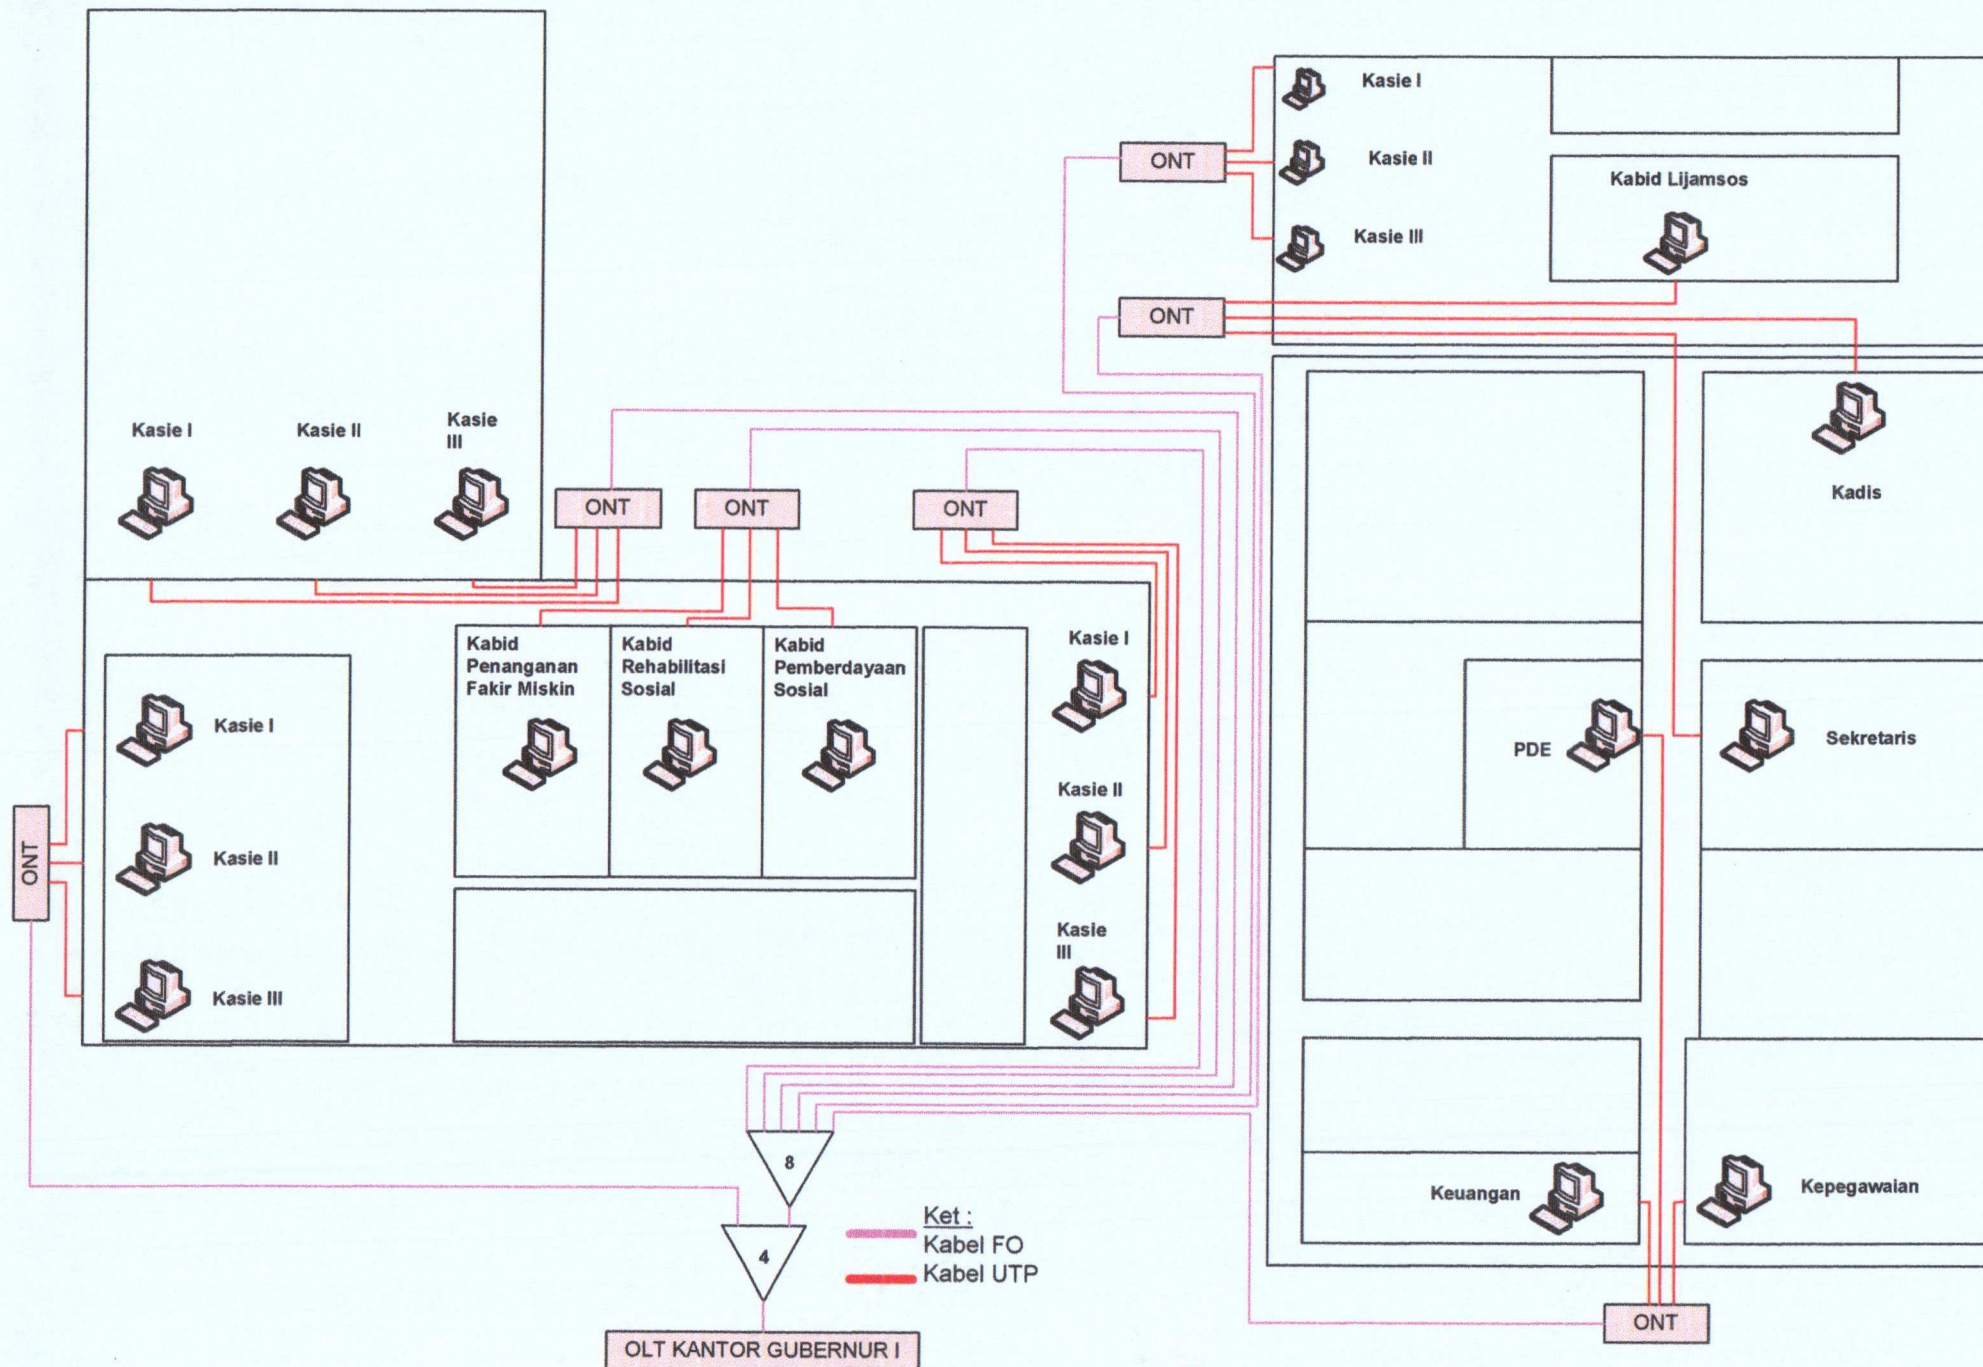 Kasie I
ONT
Kasie II
Kabid Lijamsos
Kasie III
ONT
Kasie I
Kasie II
Kasie
III
Kadis
ONT
ONT
ONT
Kabid
Penanganan
Fakir Miskin
Kabid
Rehabilitasi
Sosial
Kabid
Pemberdayaan
Sosial
Kasie I
Kasie I
PDE
Sekretaris
Kasie II
ONT
Kasie II
Kasie
III
Kasie III
8
Keuangan
Kepegawaian
4
Ket :
Kabel FO
Kabel UTP
ONT
OLT KANTOR GUBERNUR I